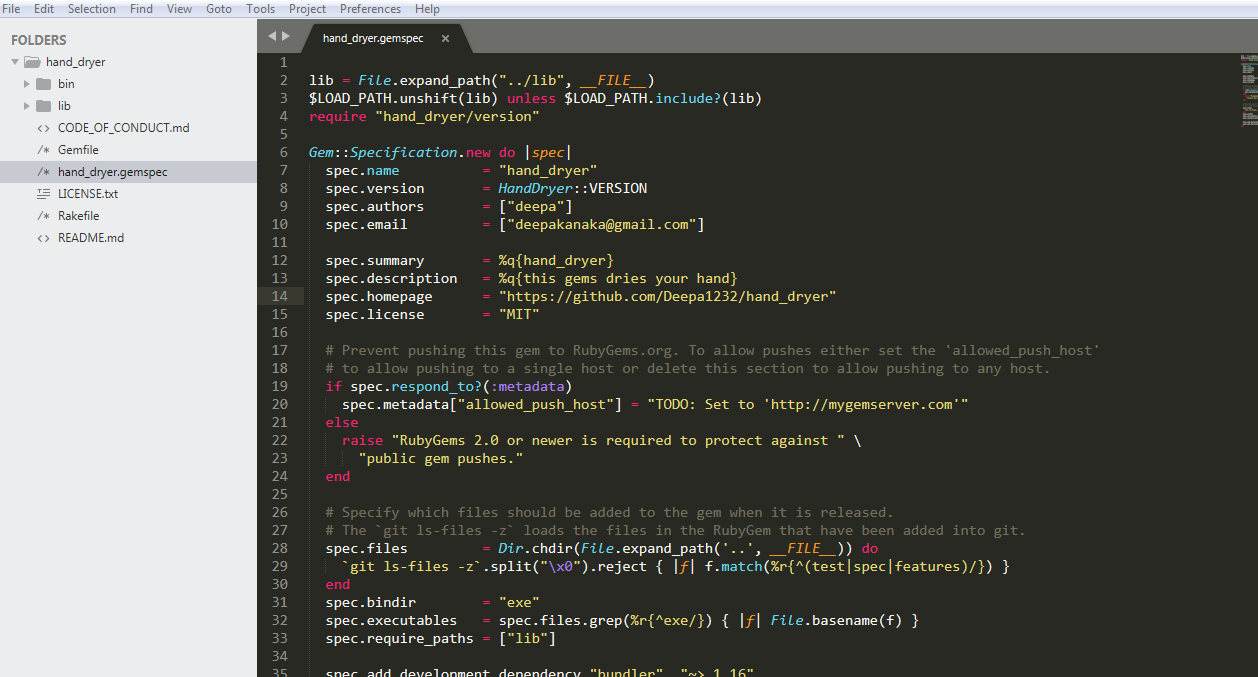 File Edit Selection Find View Goto Tools Project Preferences Help
FOLDERS
hand_dryer
bin
lib
<> CODE_OF_CONDUCT.md
/* Gemfile
/* hand_dryer.gemspec
LICENSE.txt
/* Rakefile
<> README.md
hand_dryer.gemspec ×
1
2 lib = File.expand_path("../lib", __FILE__)
3 $LOAD_PATH.unshift(lib) unless $LOAD_PATH.include?(lib)
4 require "hand_dryer/version"
5
6 Gem::Specification.new do |spec|
7 spec.name = "hand_dryer"
8 spec.version = HandDryer::VERSION
9 spec.authors = ["deepa"]
10 spec.email = ["deepakanaka@gmail.com"]
11
12 spec.summary = %q{hand_dryer}
13 spec.description = %q{this gems dries your hand}
14 spec.homepage = "https://github.com/Deepa1232/hand_dryer"
15 spec.license = "MIT"
16
17 # Prevent pushing this gem to RubyGems.org. To allow pushes either set the 'allowed_push_host'
18 # to allow pushing to a single host or delete this section to allow pushing to any host.
19 if spec.respond_to?(:metadata)
20 spec.metadata["allowed_push_host"] = "TODO: Set to 'http://mygemserver.com'"
21 else
22 raise "RubyGems 2.0 or newer is required to protect against " \
23 "public gem pushes."
24 end
25
26 # Specify which files should be added to the gem when it is released.
27 # The `git ls-files -z` loads the files in the RubyGem that have been added into git.
28 spec.files = Dir.chdir(File.expand_path('..', __FILE__)) do
29 `git ls-files -z`.split("\x0").reject { |f| f.match(%r{^(test|spec|features)/}) }
30 end
31 spec.bindir = "exe"
32 spec.executables = spec.files.grep(%r{^exe/}) { |f| File.basename(f) }
33 spec.require_paths = ["lib"]
34
35 spec.add_development_dependency "bundler", "~> 1.16"